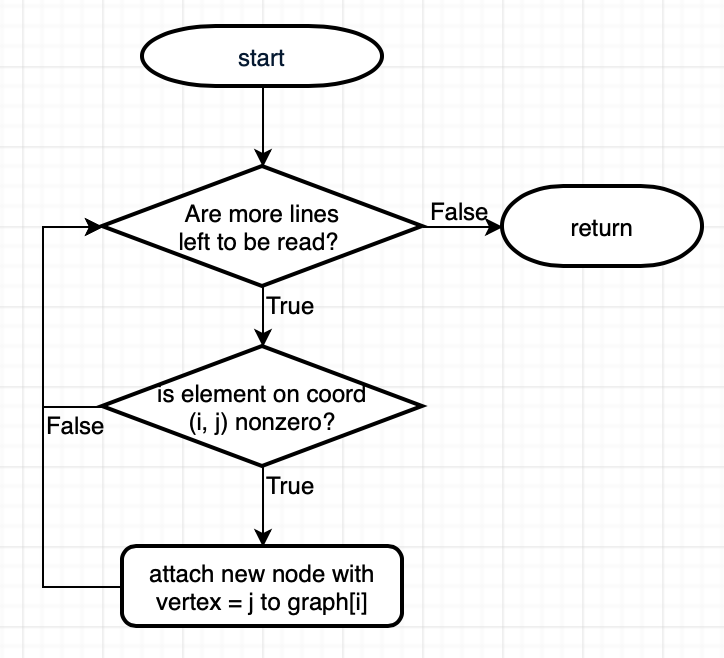 start
Are more lines
left to be read?
False
return
True
is element on coord
(i, j) nonzero?
False
True
attach new node with
vertex = j to graph[i]